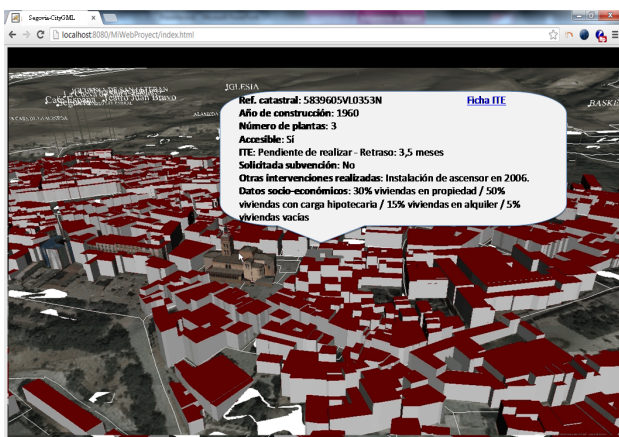 Segovia-CityGML
localhost:8080/MiWebProyect/index.html
IGLESIA
Ref. catastral: 5839605VL0353N
Ficha ITE
Año de construcción: 1960
Número de plantas: 3
Accesible: Sí
ITE: Pendiente de realizar – Retraso: 3,5 meses
Solicitada subvención: No
Otras intervenciones realizadas: Instalación de ascensor en 2006.
Datos socio-económicos: 30% viviendas en propiedad / 50%
viviendas con carga hipotecaria / 15% viviendas en alquiler / 5%
viviendas vacías
Juan Bravo